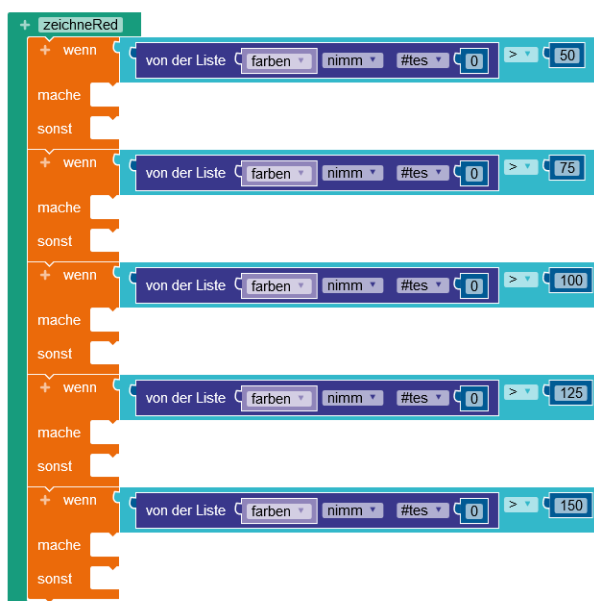 + zeichneRed
+ wenn von der Liste farben nimm #tes 0 > 50
mache
sonst
+ wenn von der Liste farben nimm #tes 0 > 75
mache
sonst
+ wenn von der Liste farben nimm #tes 0 > 100
mache
sonst
+ wenn von der Liste farben nimm #tes 0 > 125
mache
sonst
+ wenn von der Liste farben nimm #tes 0 > 150
mache
sonst